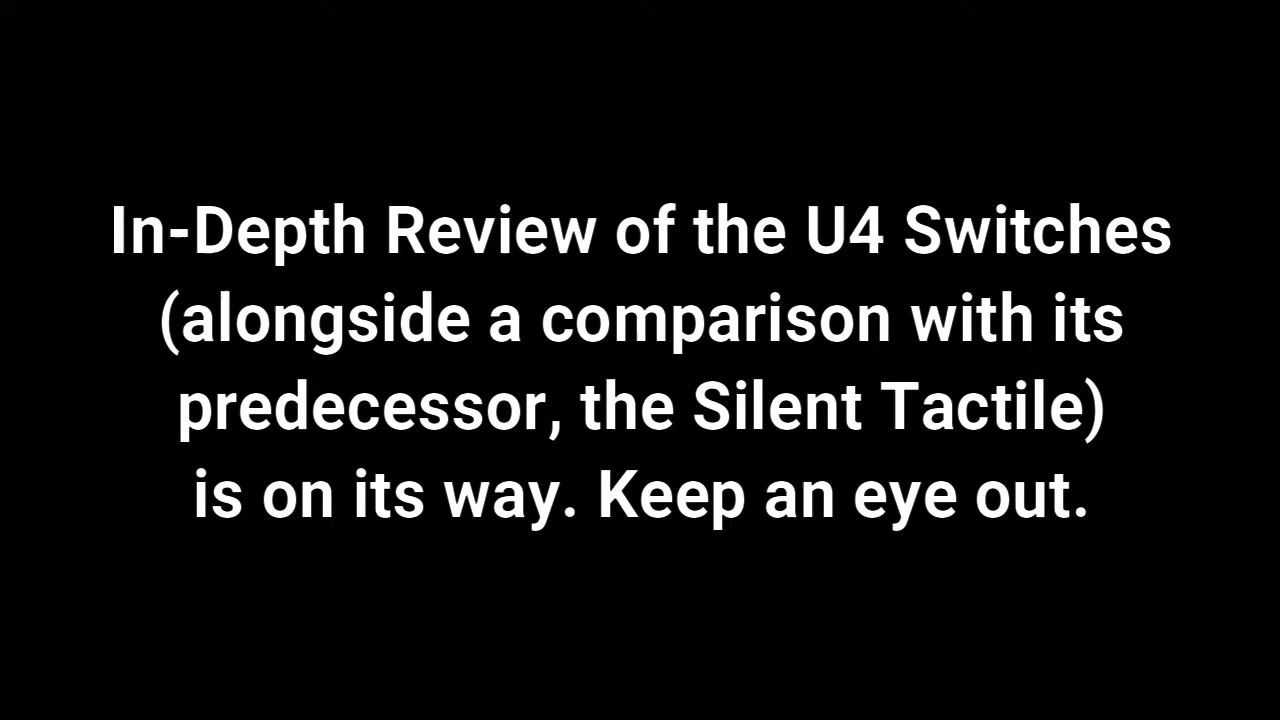 In-Depth Review of the U4 Switches
(alongside a comparison with its
predecessor, the Silent Tactile)
is on its way. Keep an eye out.